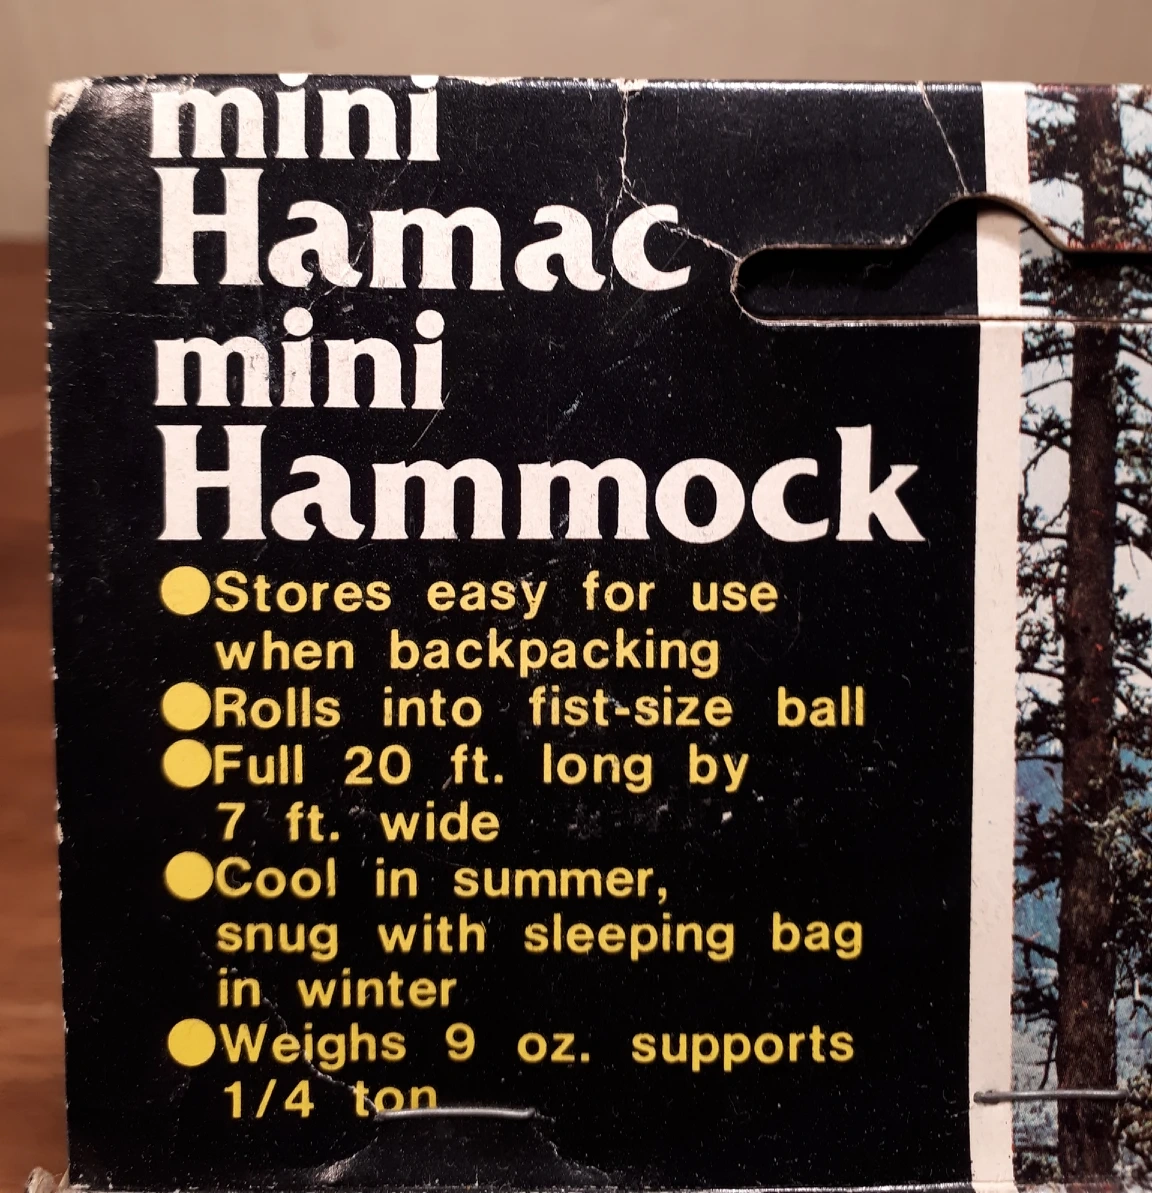 mini
Hamac
mini
Hammock
●Stores easy for use
when backpacking
●Rolls into fist-size ball
●Full 20 ft. long by
7 ft. wide
●Cool in summer,
snug with sleeping bag
in winter
●Weighs 9 oz. supports
1/4 ton